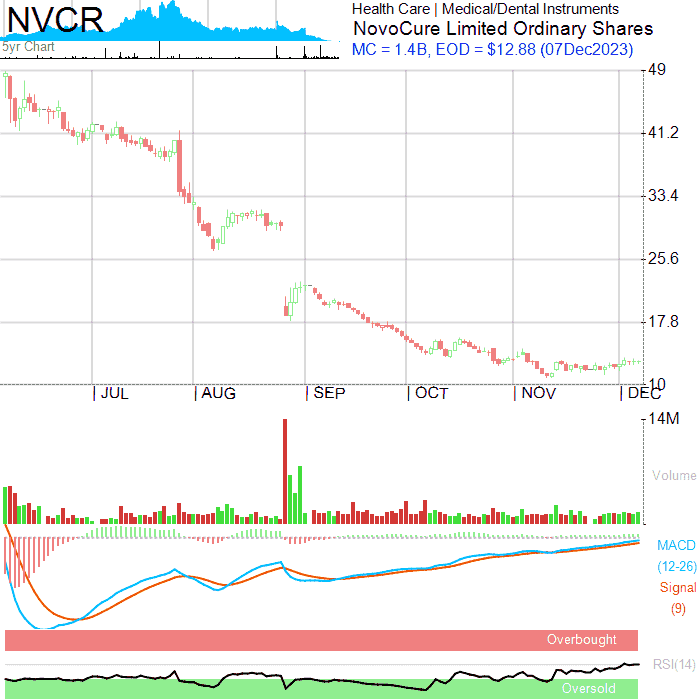 NVCR
5yr Chart
Health Care | Medical/Dental Instruments
NovoCure Limited Ordinary Shares
MC = 1.4B, EOD = $12.88 (07Dec2023)
49
41.2
33.4
25.6
17.8
10
JUL AUG SEP OCT NOV DEC
14M
Volume
MACD
(12-26)
Signal
(9)
Overbought
RSI(14)
Oversold